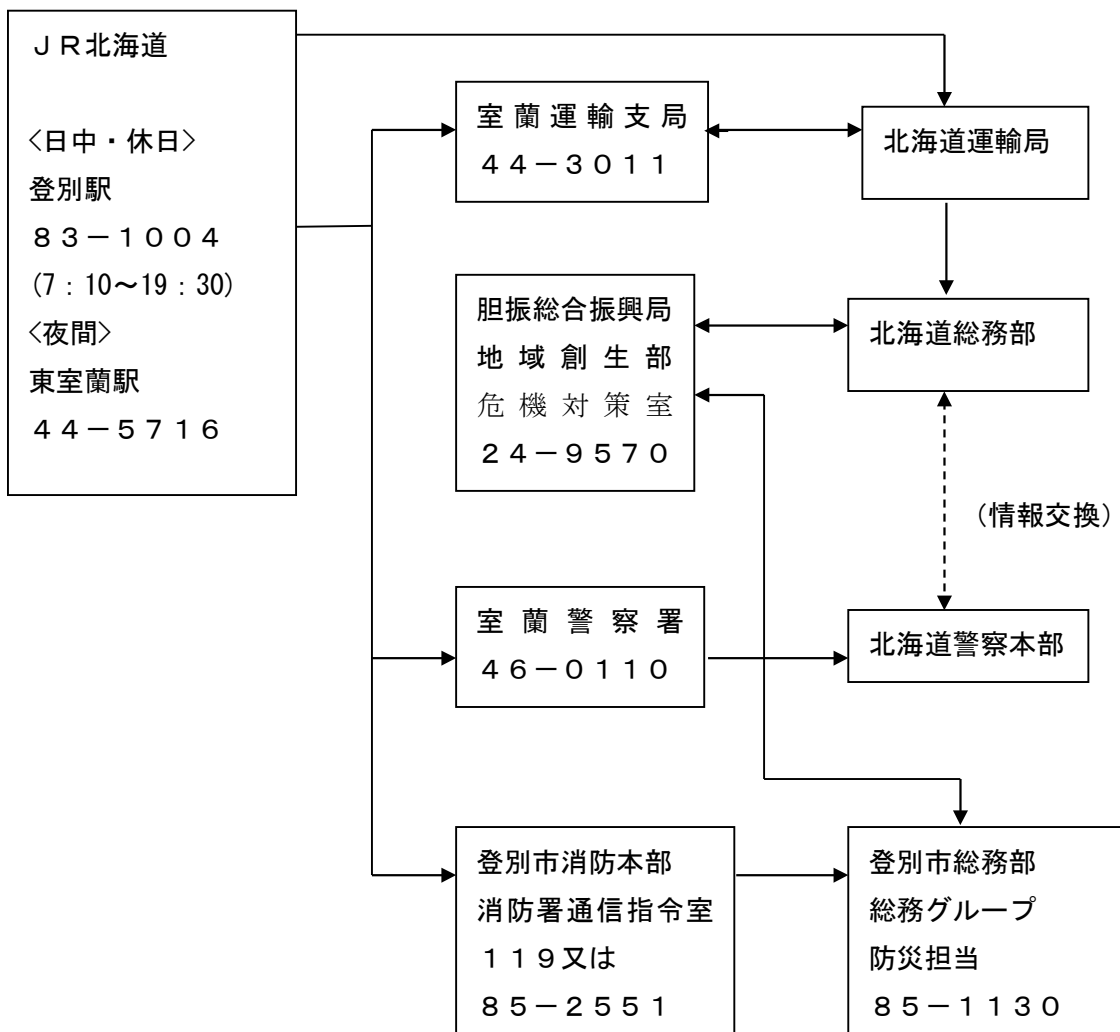 ＪＲ北海道
<日中・休日>
登別駅
８３－１００４
(7：10～19：30)
<夜間>
東室蘭駅
４４－５７１６
室蘭運輸支局
４４－３０１１
北海道運輸局
胆振総合振興局
地域創生部
危機対策室
２４－９５７０
北海道総務部
（情報交換）
室蘭警察署
４６－０１１０
北海道警察本部
登別市消防本部
消防署通信指令室
１１９又は
８５－２５５１
登別市総務部
総務グループ
防災担当
８５－１１３０